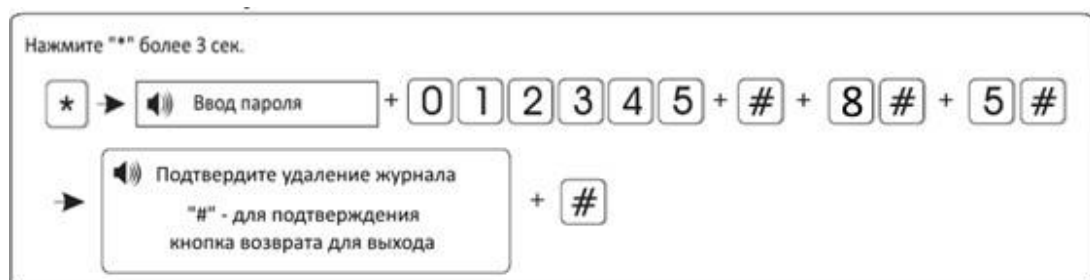 Нажмите "*" более 3 сек.
* Ввод пароля + 0 1 2 3 4 5 + # + 8 # + 5 #
Подтвердите удаление журнала
"#" - для подтверждения + #
кнопка возврата для выхода